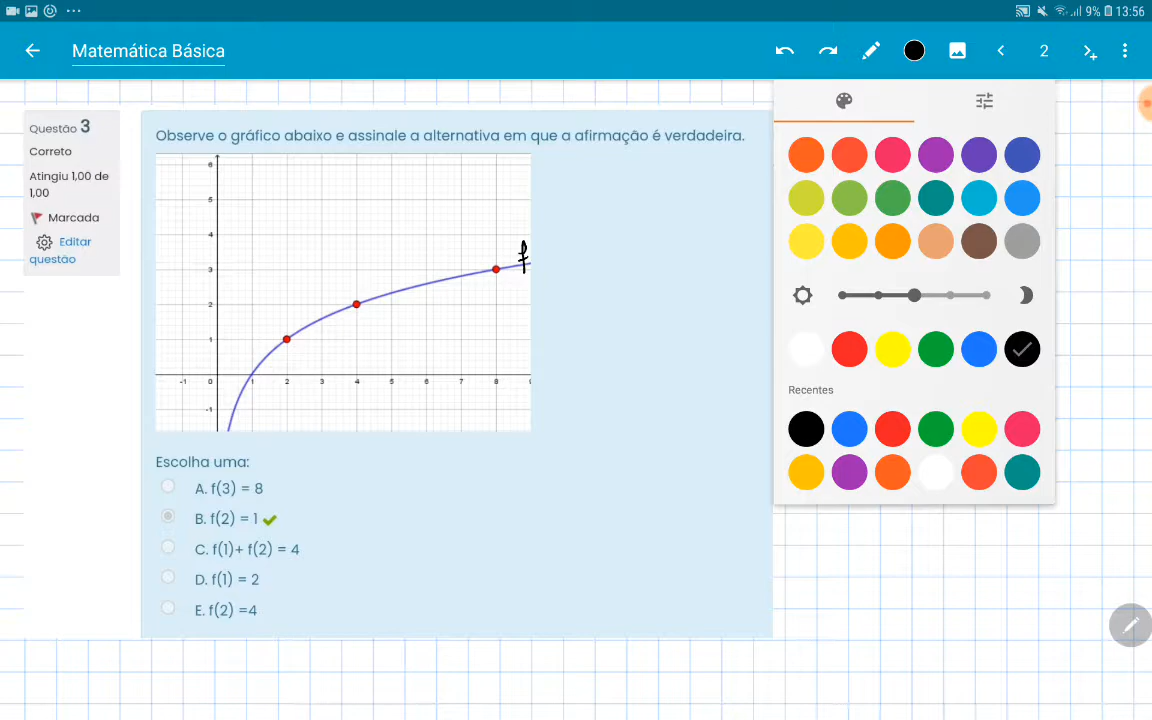 9% 13:56
Matemática Básica
2
Questão 3
Correto
Atingiu 1,00 de
1,00
Marcada
Editar
questão
Observe o gráfico abaixo e assinale a alternativa em que a afirmação é verdadeira.
6
5
4
f
3
2
1
-1 0 1 2 3 4 5 6 7 8
-1
Escolha uma:
A. f(3) = 8
B. f(2) = 1
C. f(1)+ f(2) = 4
D. f(1) = 2
E. f(2) =4
Recentes